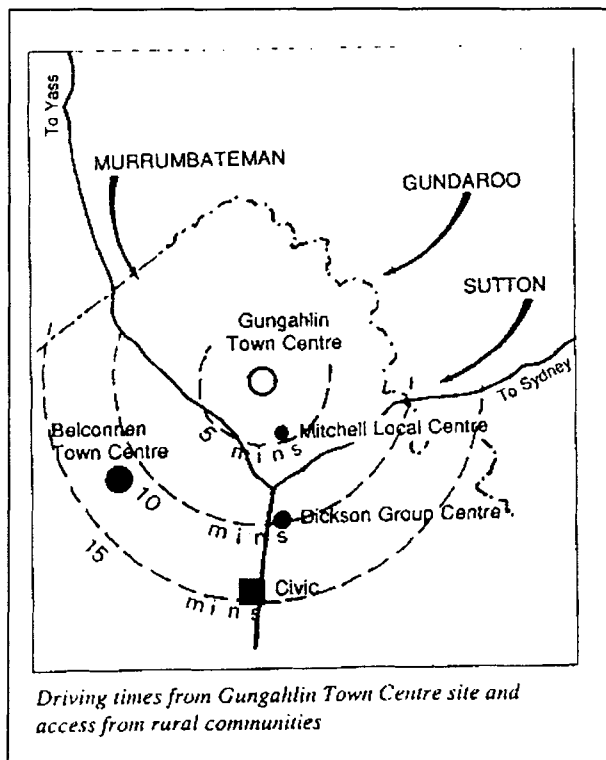 To Yass
MURRUMBATEMAN
GUNDAROO
SUTTON
Gungahlin
Town Centre
To Sydney
Belconnen
Town Centre
5 mins
Mitchell Local Centre
10 mins
Dickson Group Centre
15 mins
Civic
Driving times from Gungahlin Town Centre site and
access from rural communities